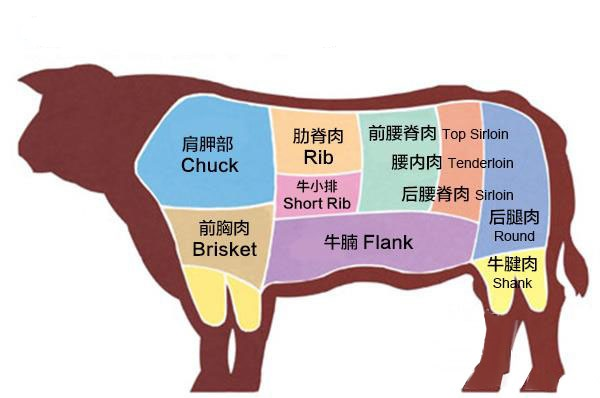 肩胛部
Chuck
肋脊肉
Rib
牛小排
Short Rib
前腰脊肉 Top Sirloin
腰内肉 Tenderloin
后腰脊肉 Sirloin
后腿肉
Round
前胸肉
Brisket
牛腩 Flank
牛腱肉
Shank